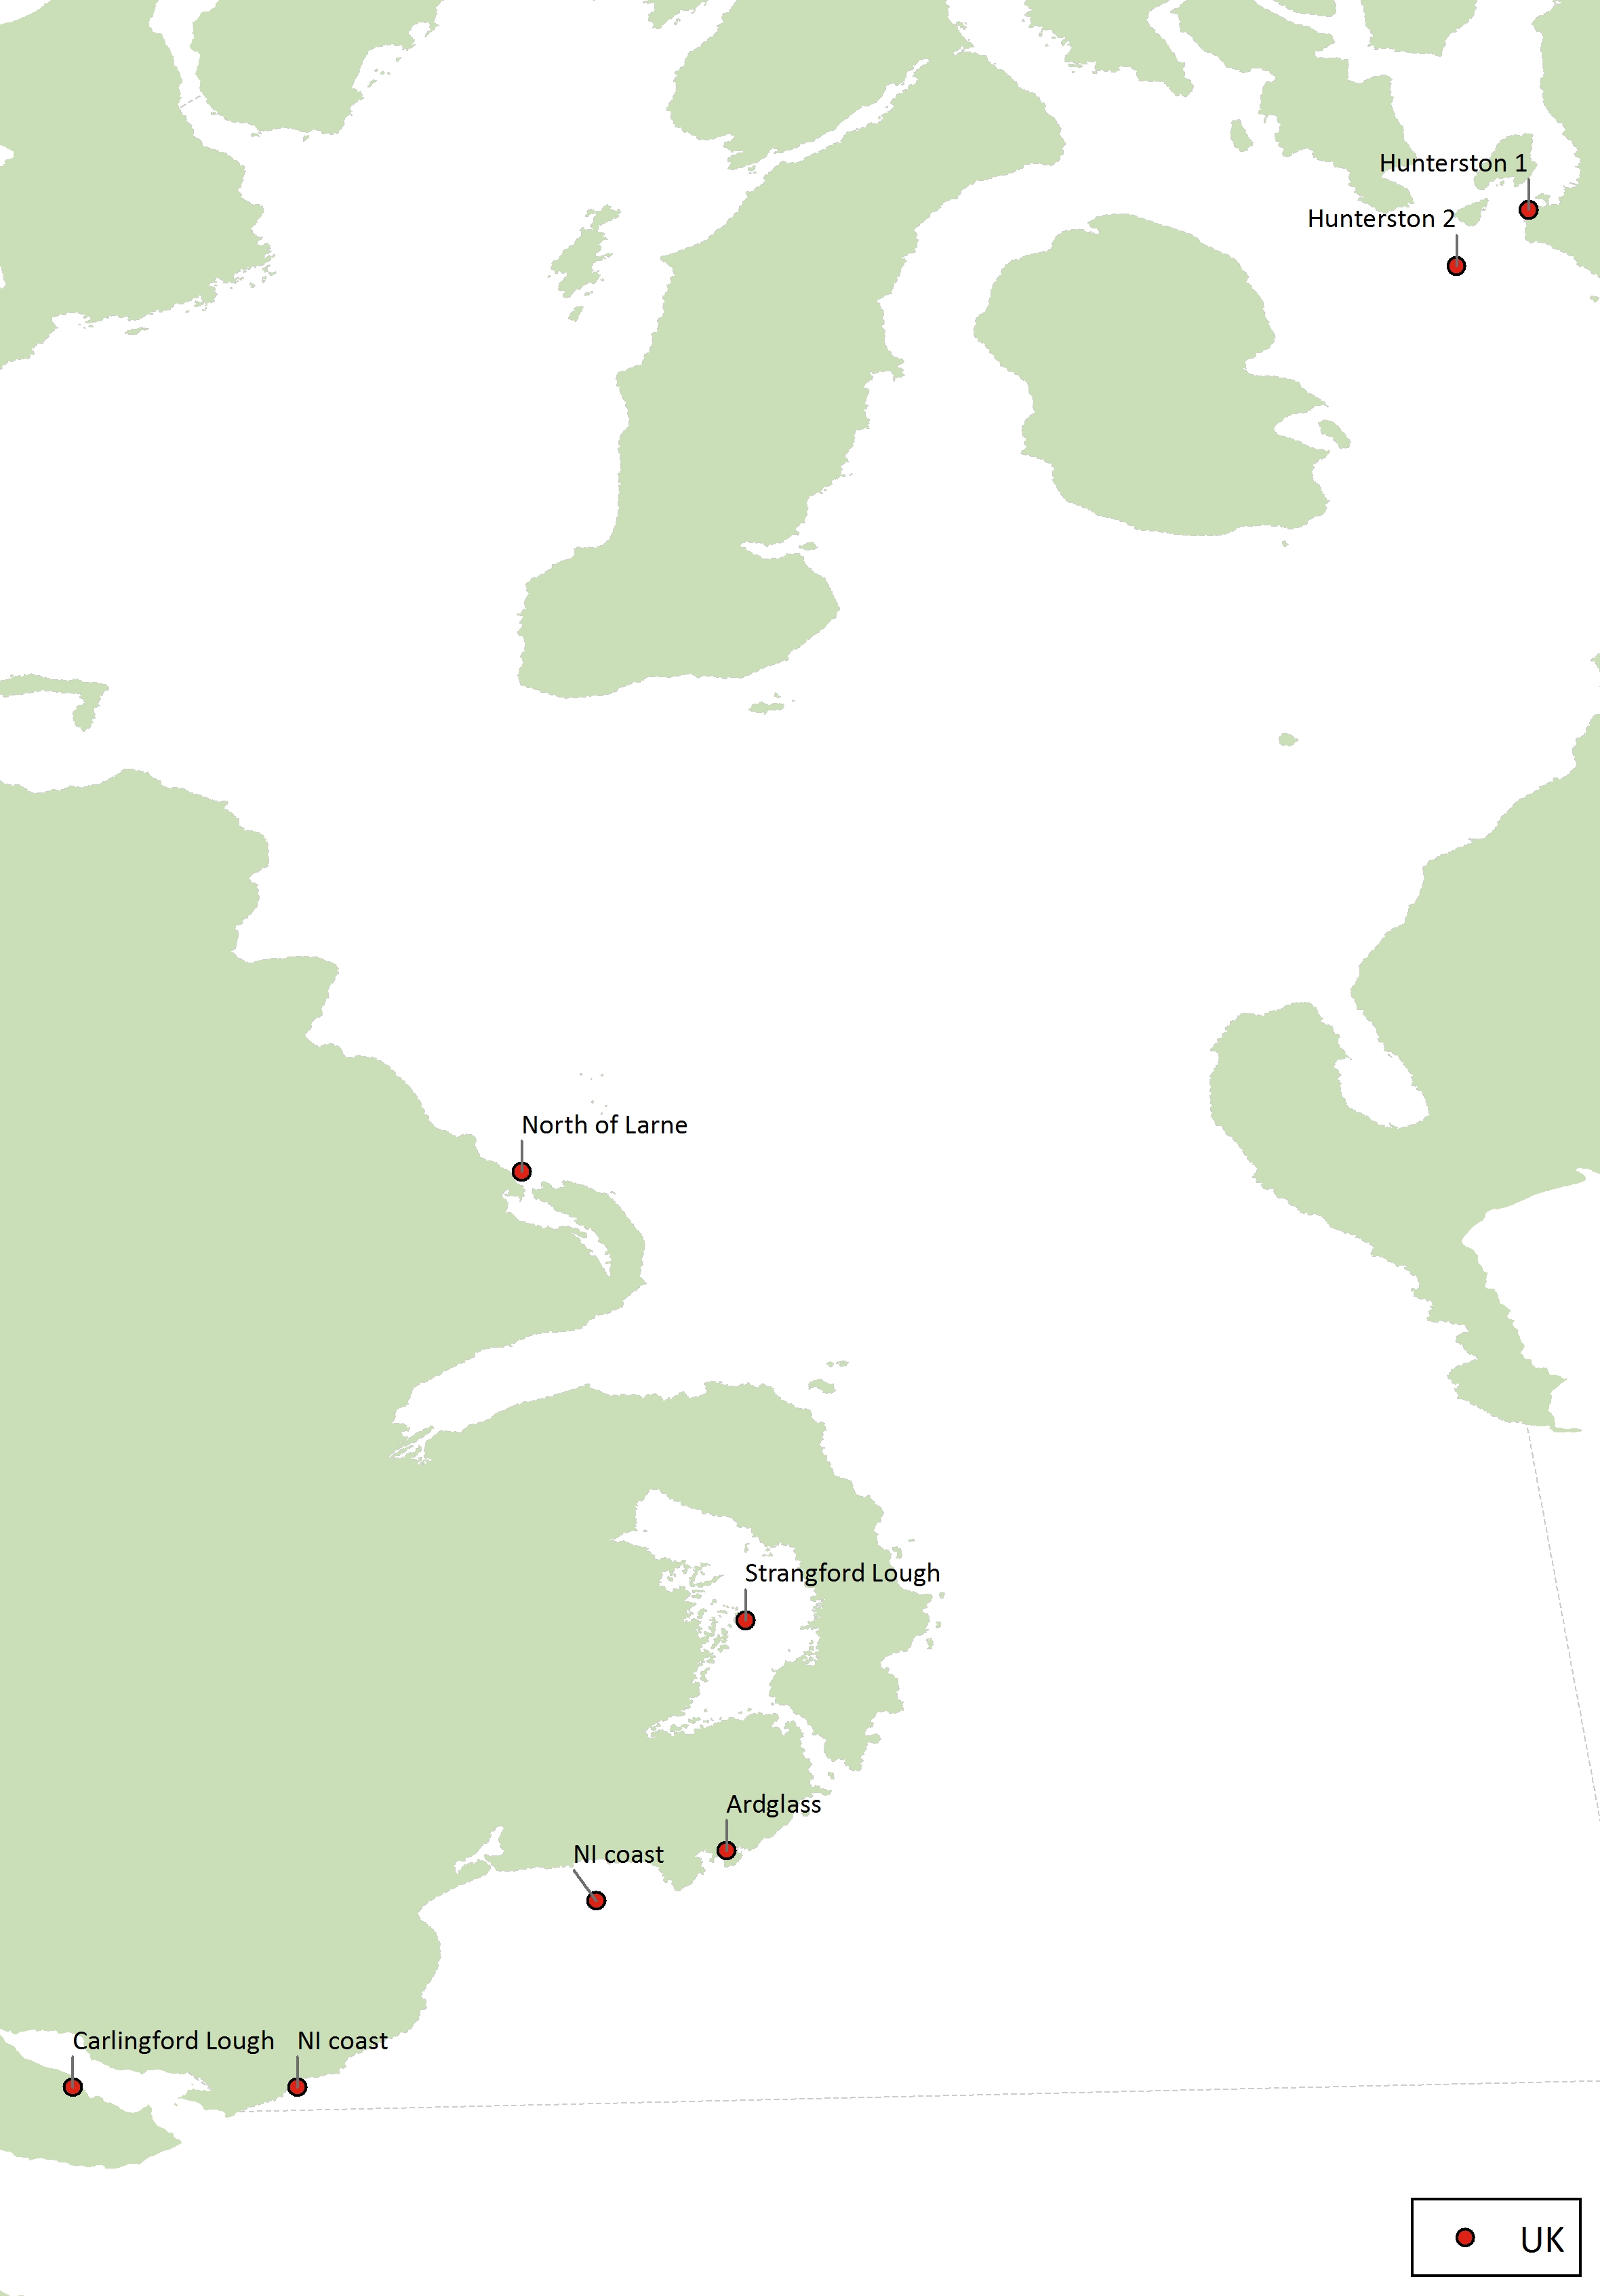 Hunterston 1
Hunterston 2
North of Larne
Strangford Lough
Ardglass
NI coast
Carlingford Lough
NI coast
UK